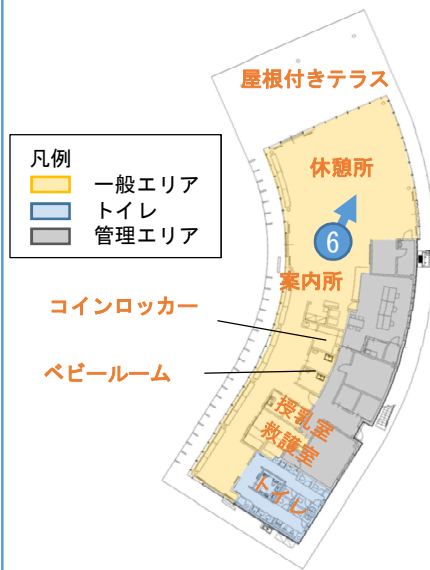 屋根付きテラス
凡例
一般エリア
トイレ
管理エリア
休憩所
6
案内所
コインロッカー
ベビールーム
授乳室
救護室
トイレ